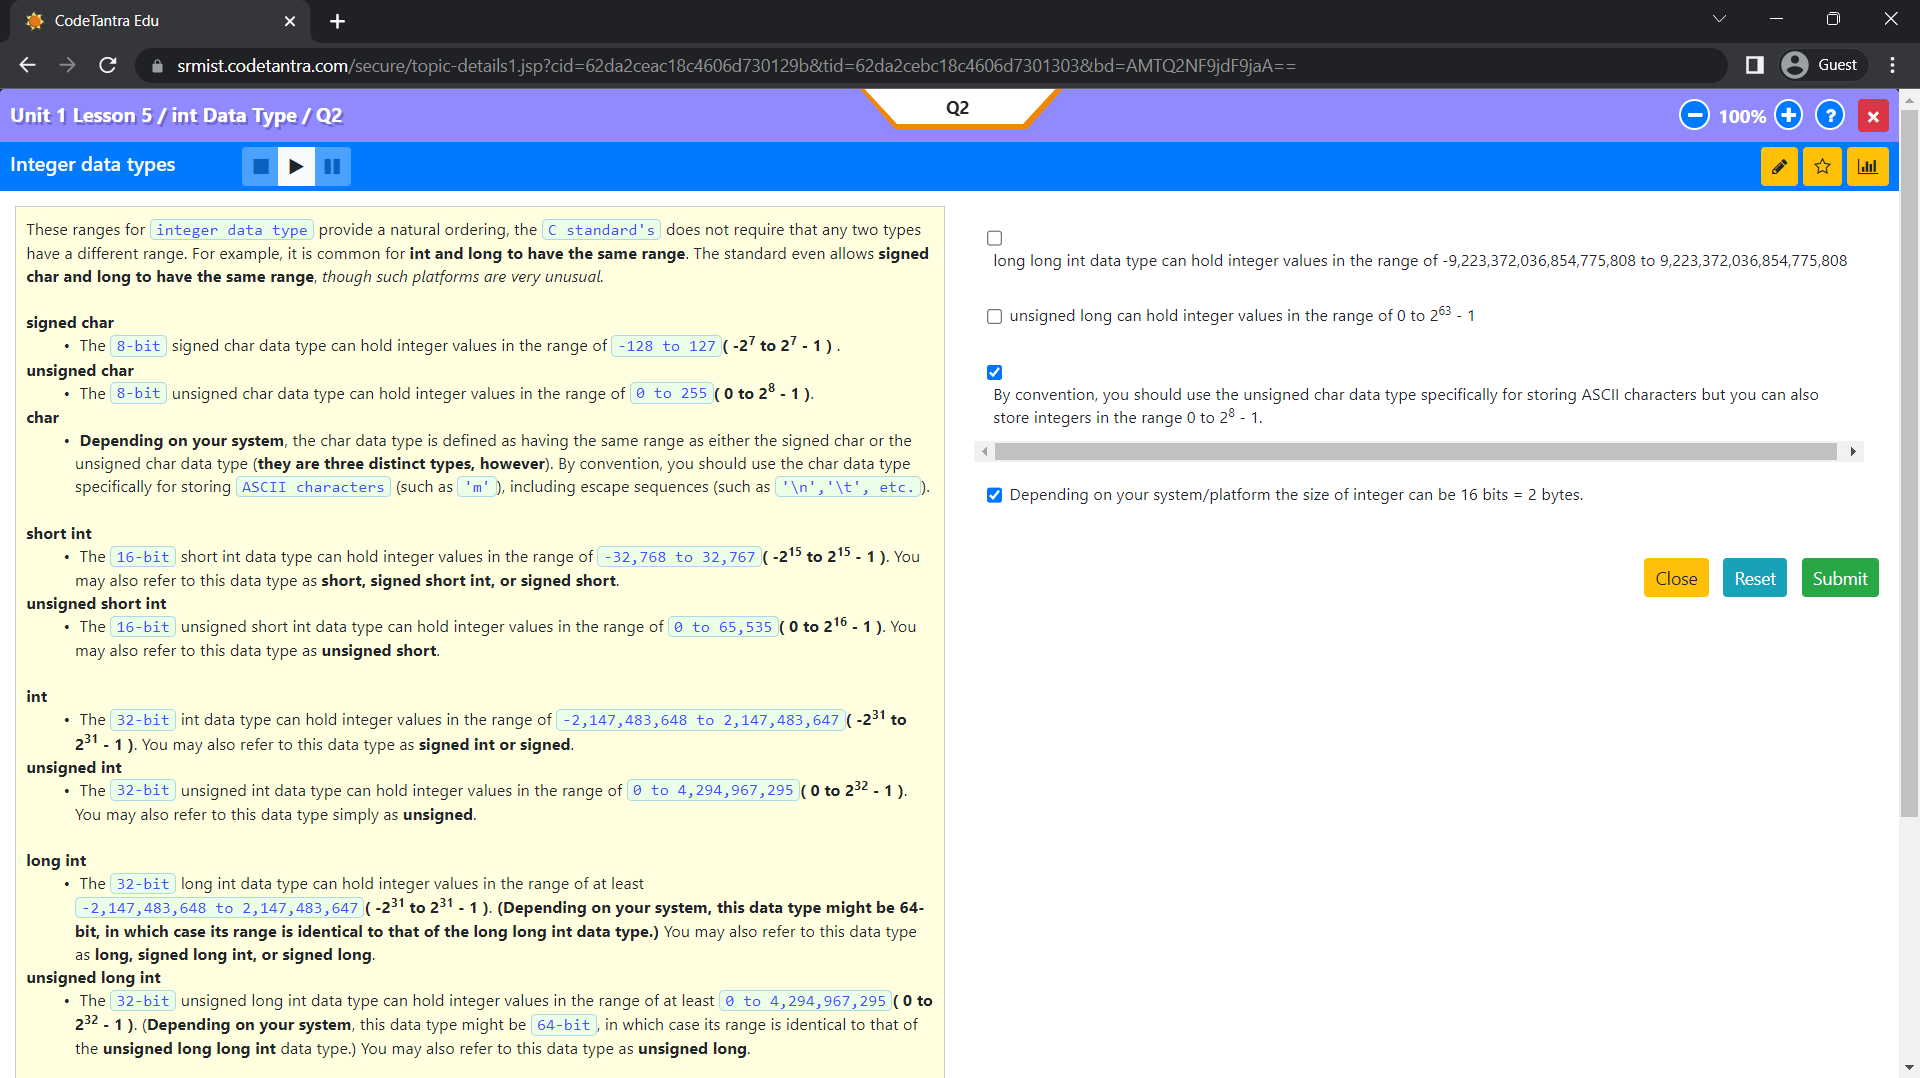 CodeTantra Edu
srmist.codetantra.com/secure/topic-details1.jsp?cid=62da2ceac18c4606d730129b&tid=62da2cebc18c4606d7301303&bd=AMTQ2NF9jdF9jaA==
Guest
Unit 1 Lesson 5 / int Data Type / Q2
Q2
100%
?
Integer data types
These ranges for integer data type provide a natural ordering, the C standard's does not require that any two types
have a different range. For example, it is common for int and long to have the same range. The standard even allows signed
char and long to have the same range, though such platforms are very unusual.
signed char
• The 8-bit signed char data type can hold integer values in the range of -128 to 127 ( -2⁷ to 2⁷ - 1 ) .
unsigned char
• The 8-bit unsigned char data type can hold integer values in the range of 0 to 255 ( 0 to 2⁸ - 1 ).
char
• Depending on your system, the char data type is defined as having the same range as either the signed char or the
unsigned char data type (they are three distinct types, however). By convention, you should use the char data type
specifically for storing ASCII characters (such as 'm' ), including escape sequences (such as '\n','\t', etc. ).
short int
• The 16-bit short int data type can hold integer values in the range of -32,768 to 32,767 ( -2¹⁵ to 2¹⁵ - 1 ). You
may also refer to this data type as short, signed short int, or signed short.
unsigned short int
• The 16-bit unsigned short int data type can hold integer values in the range of 0 to 65,535 ( 0 to 2¹⁶ - 1 ). You
may also refer to this data type as unsigned short.
int
• The 32-bit int data type can hold integer values in the range of -2,147,483,648 to 2,147,483,647 ( -2³¹ to
2³¹ - 1 ). You may also refer to this data type as signed int or signed.
unsigned int
• The 32-bit unsigned int data type can hold integer values in the range of 0 to 4,294,967,295 ( 0 to 2³² - 1 ).
You may also refer to this data type simply as unsigned.
long int
• The 32-bit long int data type can hold integer values in the range of at least
-2,147,483,648 to 2,147,483,647 ( -2³¹ to 2³¹ - 1 ). (Depending on your system, this data type might be 64-
bit, in which case its range is identical to that of the long long int data type.) You may also refer to this data type
as long, signed long int, or signed long.
unsigned long int
• The 32-bit unsigned long int data type can hold integer values in the range of at least 0 to 4,294,967,295 ( 0 to
2³² - 1 ). (Depending on your system, this data type might be 64-bit , in which case its range is identical to that of
the unsigned long long int data type.) You may also refer to this data type as unsigned long.
long long int data type can hold integer values in the range of -9,223,372,036,854,775,808 to 9,223,372,036,854,775,808
unsigned long can hold integer values in the range of 0 to 2⁶³ - 1
By convention, you should use the unsigned char data type specifically for storing ASCII characters but you can also
store integers in the range 0 to 2⁸ - 1.
Depending on your system/platform the size of integer can be 16 bits = 2 bytes.
Close
Reset
Submit